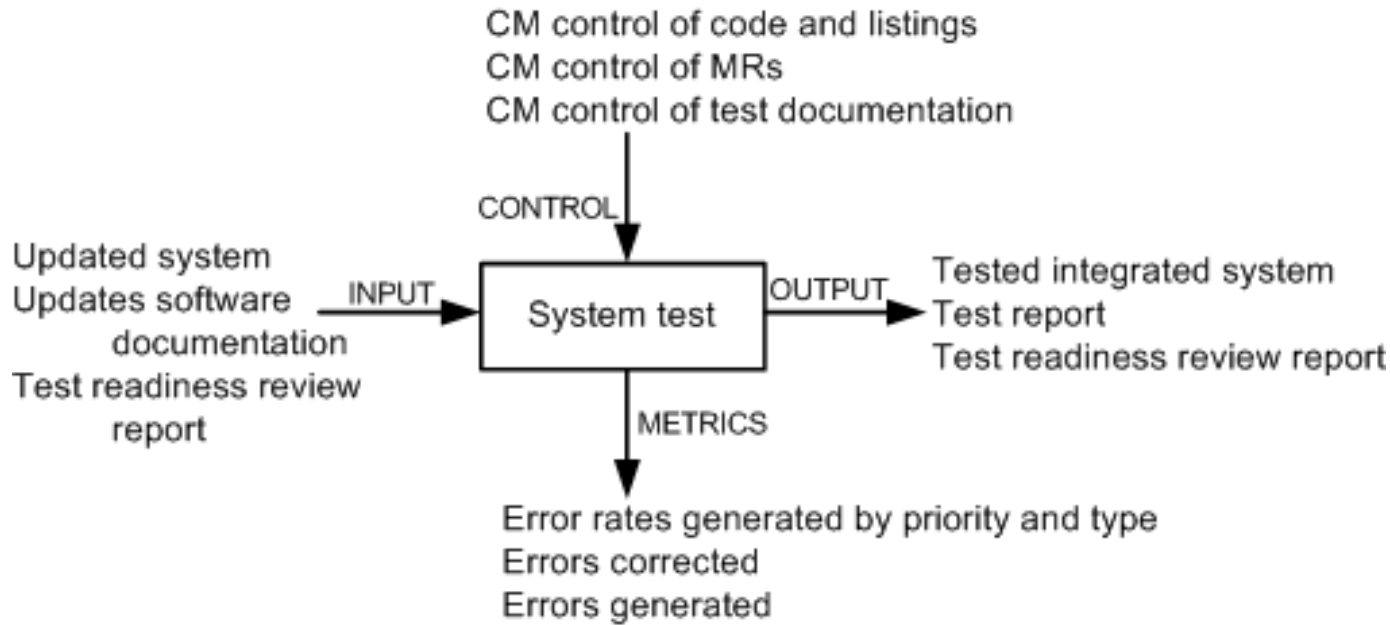 CM control of code and listings
CM control of MRs
CM control of test documentation
CONTROL
Updated system
Updates software
documentation
Test readiness review
report
INPUT
System test
OUTPUT
Tested integrated system
Test report
Test readiness review report
METRICS
Error rates generated by priority and type
Errors corrected
Errors generated